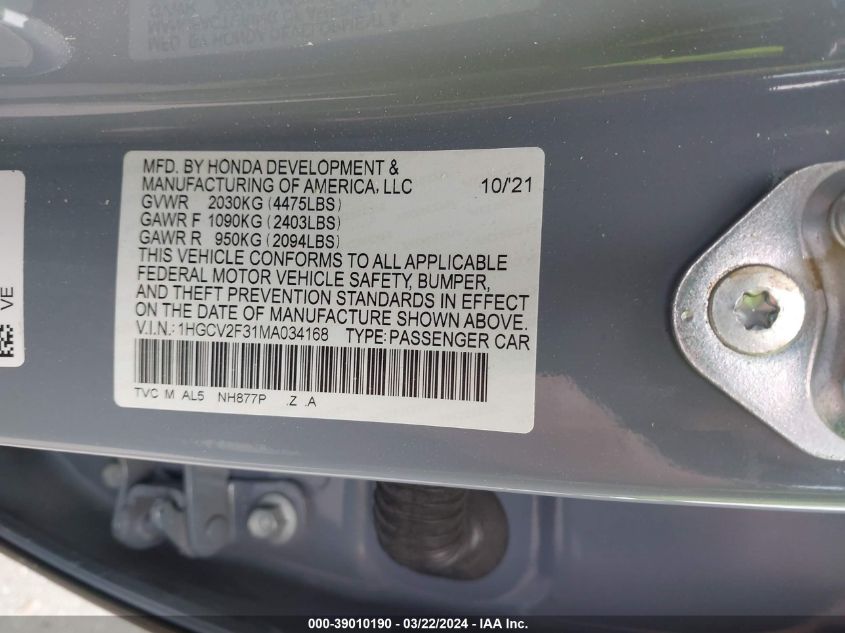 MFD. BY HONDA DEVELOPMENT &
MANUFACTURING OF AMERICA, LLC 10/'21
GVWR 2030KG (4475LBS)
GAWR F 1090KG (2403LBS)
GAWR R 950KG (2094LBS)
THIS VEHICLE CONFORMS TO ALL APPLICABLE
FEDERAL MOTOR VEHICLE SAFETY, BUMPER,
AND THEFT PREVENTION STANDARDS IN EFFECT
ON THE DATE OF MANUFACTURE SHOWN ABOVE.
V.I.N.: 1HGCV2F31MA034168 TYPE: PASSENGER CAR
TVC M AL5 NH877P .Z .A
VE
000-39010190 - 03/22/2024 - IAA Inc.